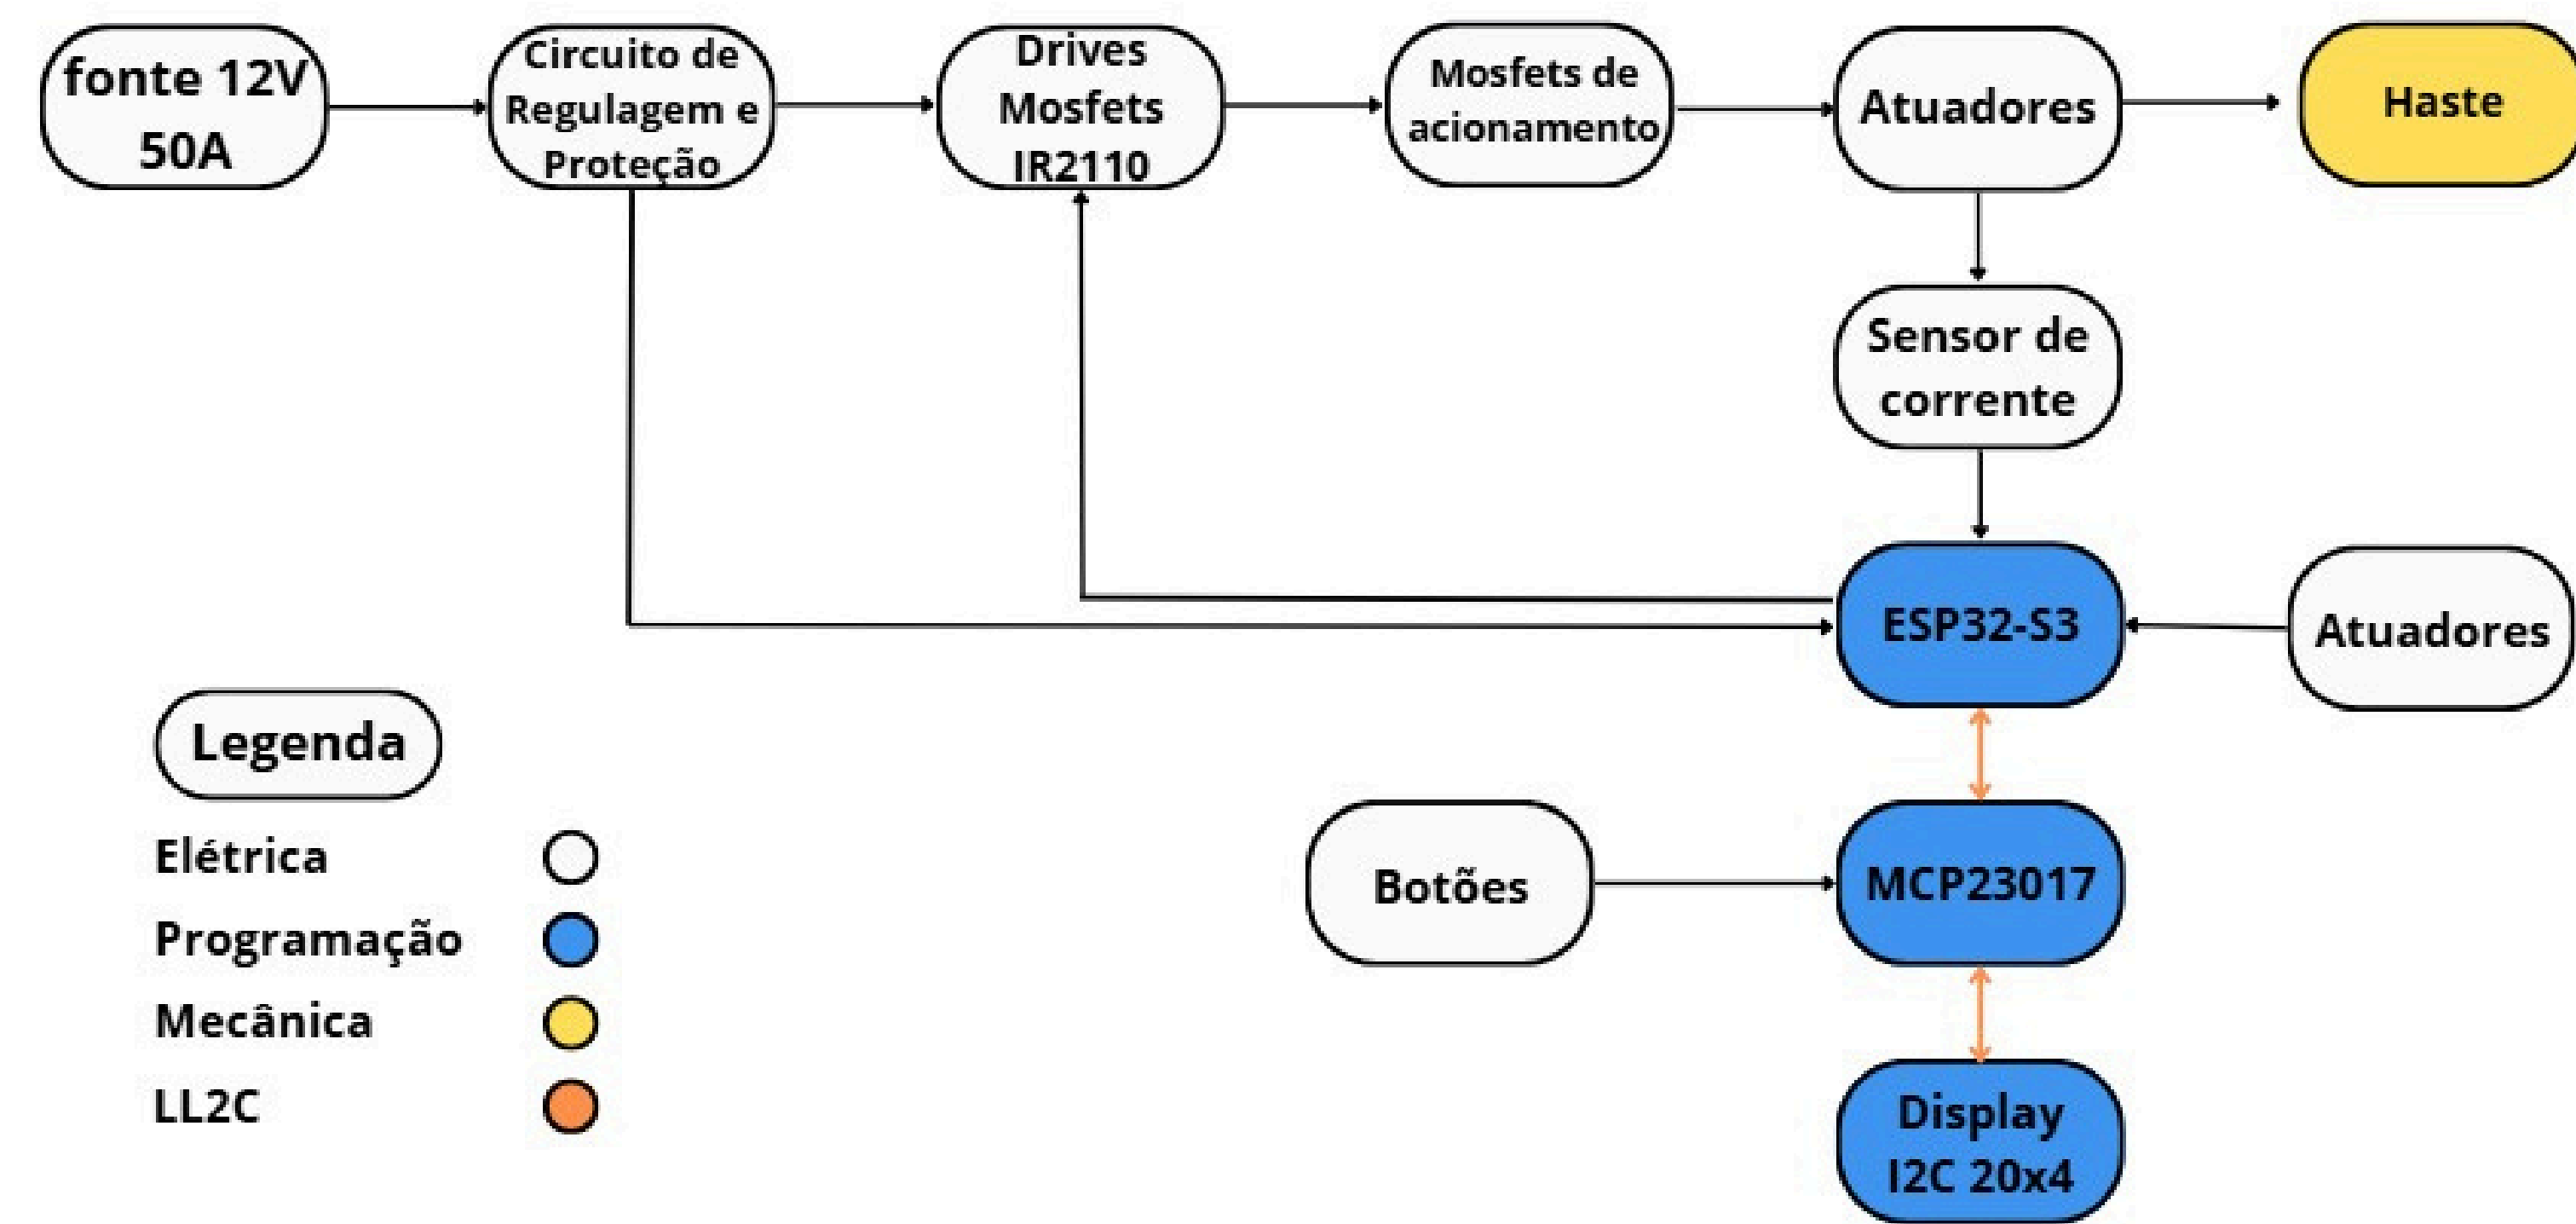 fonte 12V
50A
Circuito de
Regulagem e
Proteção
Drives
Mosfets
IR2110
Mosfets de
acionamento
Atuadores
Haste
Sensor de
corrente
ESP32-S3
Atuadores
Legenda
Elétrica
Programação
Mecânica
LL2C
Botões
MCP23017
Display
I2C 20x4